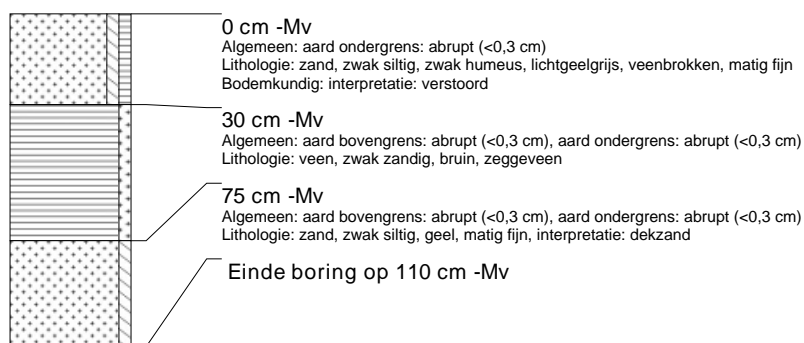 0 cm -Mv
Algemeen: aard ondergrens: abrupt (<0,3 cm)
Lithologie: zand, zwak siltig, zwak humeus, lichtgeelgrijs, veenbrokken, matig fijn
Bodemkundig: interpretatie: verstoord
30 cm -Mv
Algemeen: aard bovengrens: abrupt (<0,3 cm), aard ondergrens: abrupt (<0,3 cm)
Lithologie: veen, zwak zandig, bruin, zeggeveen
75 cm -Mv
Algemeen: aard bovengrens: abrupt (<0,3 cm), aard ondergrens: abrupt (<0,3 cm)
Lithologie: zand, zwak siltig, geel, matig fijn, interpretatie: dekzand
Einde boring op 110 cm -Mv